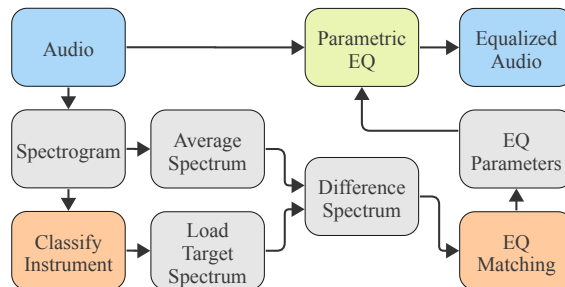 Audio
Parametric
EQ
Equalized
Audio
Spectrogram
Average
Spectrum
Difference
Spectrum
EQ
Parameters
Classify
Instrument
Load
Target
Spectrum
EQ
Matching